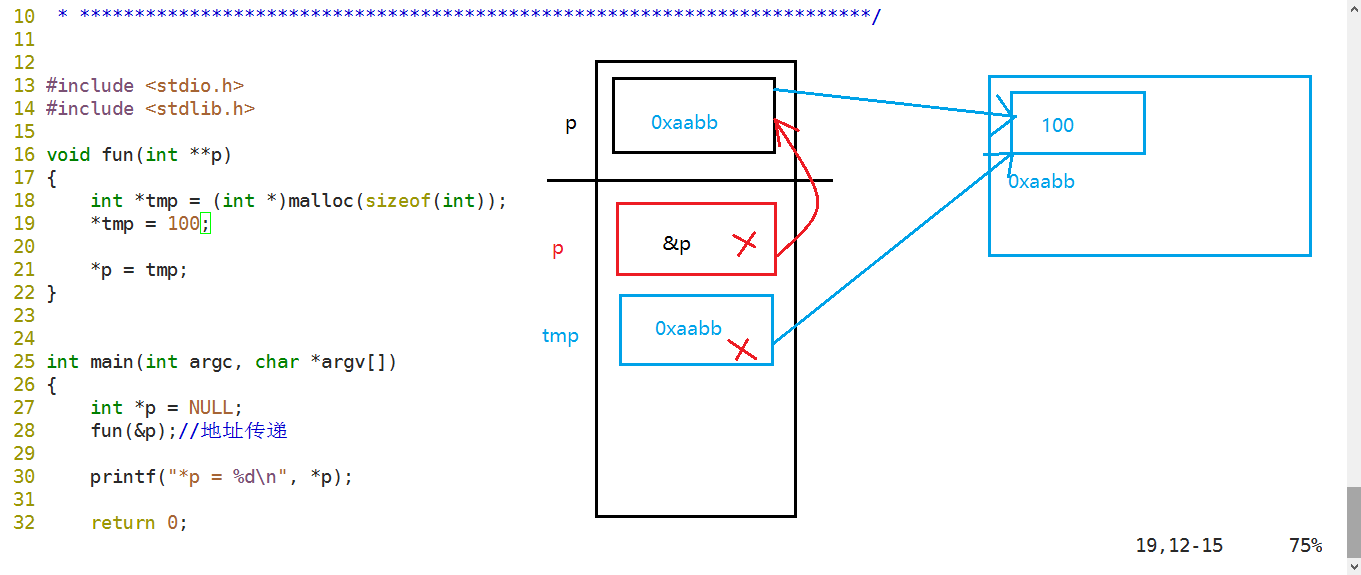 10  * ************************************************************************/
11
12
13 #include <stdio.h>
14 #include <stdlib.h>
15
16 void fun(int **p)
17 {
18     int *tmp = (int *)malloc(sizeof(int));
19     *tmp = 100;
20
21     *p = tmp;
22 }
23
24
25 int main(int argc, char *argv[])
26 {
27     int *p = NULL;
28     fun(&p);//地址传递
29
30     printf("*p = %d\n", *p);
31
32     return 0;
p
0xaabb
100
0xaabb
p
&p
tmp
0xaabb
19,12-15
75%